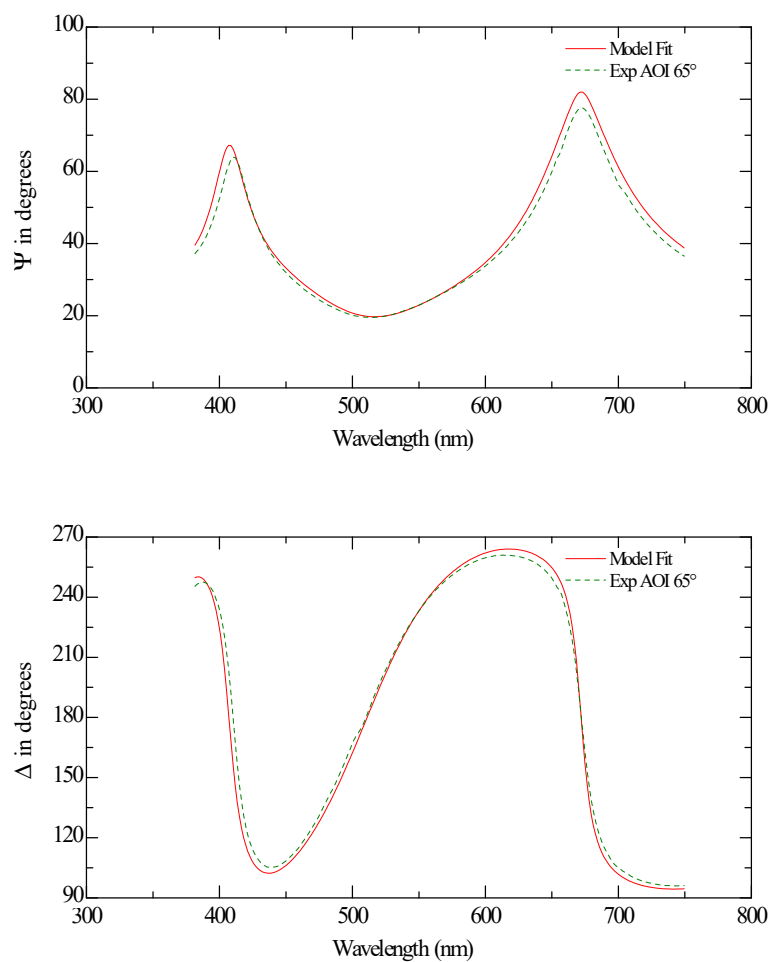 100
80
60
40
20
0
Ψ in degrees
Model Fit
Exp AOI 65°
300 400 500 600 700 800
Wavelength (nm)
270
240
210
180
150
120
90
Δ in degrees
Model Fit
Exp AOI 65°
300 400 500 600 700 800
Wavelength (nm)